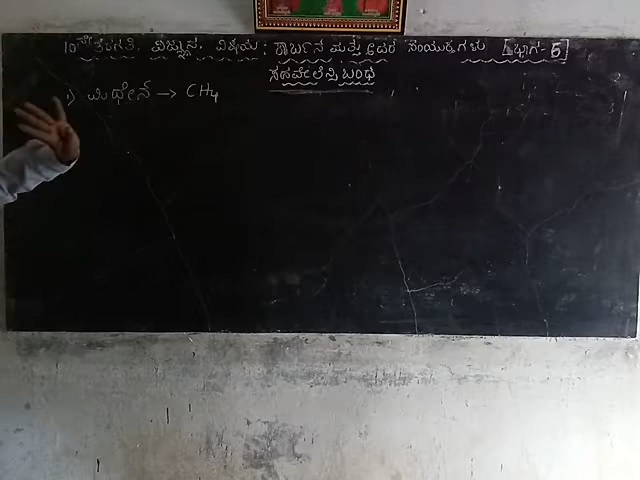 10ನೇ ತರಗತಿ. ವಿಜ್ಞಾನ. ವಿಷಯ : ಕಾರ್ಬನ ಮತ್ತು ಅದರ ಸಂಯುಕ್ತಗಳು [ಭಾಗ-5]
ಸಹವೇಲೆನ್ಸಿ ಬಂಧ
1) ಮಿಥೇನ್ → CH4